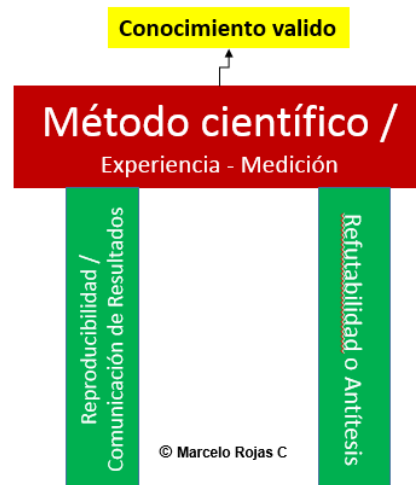 Conocimiento valido
Método científico /
Experiencia - Medición
Reproducibilidad /
Comunicación de Resultados
Refutabilidad o Antítesis
© Marcelo Rojas C